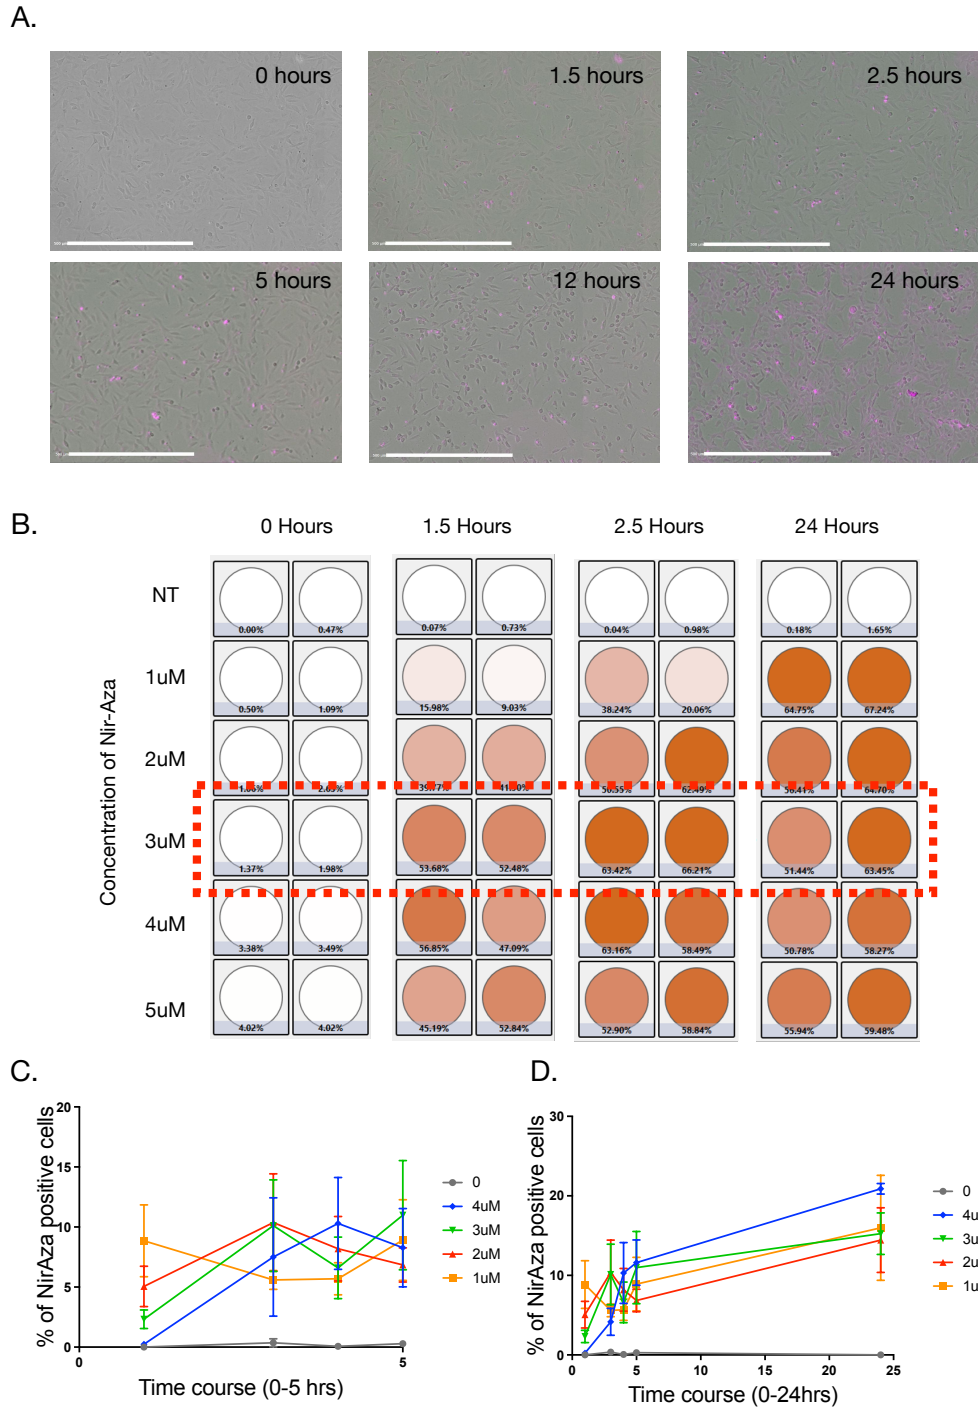 A.
0 hours
1.5 hours
2.5 hours
5 hours
12 hours
24 hours
B.
0 Hours
1.5 Hours
2.5 Hours
24 Hours
Concentration of Nir-Aza
NT
0.00% 0.47% 0.07% 0.73% 0.04% 0.98% 0.18% 1.65%
1uM
0.50% 1.09% 15.98% 9.03% 38.24% 20.06% 64.75% 67.24%
2uM
56.55% 62.49% 56.41% 64.70%
3uM
1.37% 1.98% 53.68% 52.48% 63.42% 66.21% 51.44% 63.45%
4uM
3.38% 3.49% 56.85% 47.09% 63.16% 58.49% 50.78% 58.27%
5uM
4.02% 4.02% 45.19% 52.84% 52.90% 58.84% 55.94% 59.48%
C.
% of NirAza positive cells
20
15
10
5
0
0 5
Time course (0-5 hrs)
0
4uM
3uM
2uM
1uM
D.
% of NirAza positive cells
30
20
10
0
0 5 10 15 20 25
Time course (0-24hrs)
0
4u
3u
2u
1u